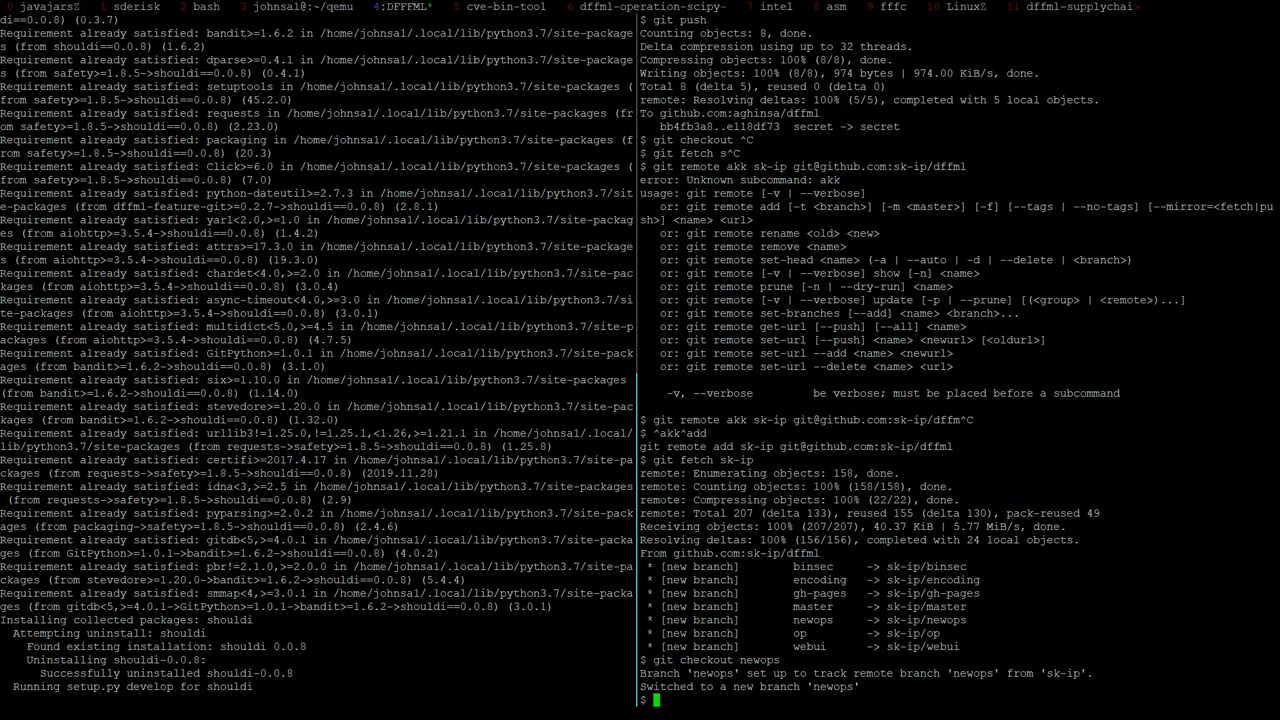 0 javajarsZ  1 sderisk  2 bash  3 johnsa1@:~/qemu  4:DFFFML*  5 cve-bin-tool  6 dffml-operation-scipy-  7 intel  8 asm  9 fffc  10 LinuxZ  11 dffml-supplychai>
di==0.0.8) (0.3.7)
Requirement already satisfied: bandit>=1.6.2 in /home/johnsa1/.local/lib/python3.7/site-package
s (from shouldi==0.0.8) (1.6.2)
Requirement already satisfied: dparse>=0.4.1 in /home/johnsa1/.local/lib/python3.7/site-package
s (from safety>=1.8.5->shouldi==0.0.8) (0.4.1)
Requirement already satisfied: setuptools in /home/johnsa1/.local/lib/python3.7/site-packages (
from safety>=1.8.5->shouldi==0.0.8) (45.2.0)
Requirement already satisfied: requests in /home/johnsa1/.local/lib/python3.7/site-packages (fr
om safety>=1.8.5->shouldi==0.0.8) (2.23.0)
Requirement already satisfied: packaging in /home/johnsa1/.local/lib/python3.7/site-packages (f
rom safety>=1.8.5->shouldi==0.0.8) (20.3)
Requirement already satisfied: Click>=6.0 in /home/johnsa1/.local/lib/python3.7/site-packages (
from safety>=1.8.5->shouldi==0.0.8) (7.0)
Requirement already satisfied: python-dateutil>=2.7.3 in /home/johnsa1/.local/lib/python3.7/sit
e-packages (from dffml-feature-git>=0.2.7->shouldi==0.0.8) (2.8.1)
Requirement already satisfied: yarl<2.0,>=1.0 in /home/johnsa1/.local/lib/python3.7/site-packag
es (from aiohttp>=3.5.4->shouldi==0.0.8) (1.4.2)
Requirement already satisfied: attrs>=17.3.0 in /home/johnsa1/.local/lib/python3.7/site-package
s (from aiohttp>=3.5.4->shouldi==0.0.8) (19.3.0)
Requirement already satisfied: chardet<4.0,>=2.0 in /home/johnsa1/.local/lib/python3.7/site-pac
kages (from aiohttp>=3.5.4->shouldi==0.0.8) (3.0.4)
Requirement already satisfied: async-timeout<4.0,>=3.0 in /home/johnsa1/.local/lib/python3.7/si
te-packages (from aiohttp>=3.5.4->shouldi==0.0.8) (3.0.1)
Requirement already satisfied: multidict<5.0,>=4.5 in /home/johnsa1/.local/lib/python3.7/site-p
ackages (from aiohttp>=3.5.4->shouldi==0.0.8) (4.7.5)
Requirement already satisfied: GitPython>=1.0.1 in /home/johnsa1/.local/lib/python3.7/site-pack
ages (from bandit>=1.6.2->shouldi==0.0.8) (3.1.0)
Requirement already satisfied: six>=1.10.0 in /home/johnsa1/.local/lib/python3.7/site-packages
(from bandit>=1.6.2->shouldi==0.0.8) (1.14.0)
Requirement already satisfied: stevedore>=1.20.0 in /home/johnsa1/.local/lib/python3.7/site-pac
kages (from bandit>=1.6.2->shouldi==0.0.8) (1.32.0)
Requirement already satisfied: urllib3!=1.25.0,!=1.25.1,<1.26,>=1.21.1 in /home/johnsa1/.local/
lib/python3.7/site-packages (from requests->safety>=1.8.5->shouldi==0.0.8) (1.25.8)
Requirement already satisfied: certifi>=2017.4.17 in /home/johnsa1/.local/lib/python3.7/site-pa
ckages (from requests->safety>=1.8.5->shouldi==0.0.8) (2019.11.28)
Requirement already satisfied: idna<3,>=2.5 in /home/johnsa1/.local/lib/python3.7/site-packages
 (from requests->safety>=1.8.5->shouldi==0.0.8) (2.9)
Requirement already satisfied: pyparsing>=2.0.2 in /home/johnsa1/.local/lib/python3.7/site-pack
ages (from packaging->safety>=1.8.5->shouldi==0.0.8) (2.4.6)
Requirement already satisfied: gitdb<5,>=4.0.1 in /home/johnsa1/.local/lib/python3.7/site-packa
ges (from GitPython>=1.0.1->bandit>=1.6.2->shouldi==0.0.8) (4.0.2)
Requirement already satisfied: pbr!=2.1.0,>=2.0.0 in /home/johnsa1/.local/lib/python3.7/site-pa
ckages (from stevedore>=1.20.0->bandit>=1.6.2->shouldi==0.0.8) (5.4.4)
Requirement already satisfied: smmap<4,>=3.0.1 in /home/johnsa1/.local/lib/python3.7/site-packa
ges (from gitdb<5,>=4.0.1->GitPython>=1.0.1->bandit>=1.6.2->shouldi==0.0.8) (3.0.1)
Installing collected packages: shouldi
  Attempting uninstall: shouldi
    Found existing installation: shouldi 0.0.8
    Uninstalling shouldi-0.0.8:
      Successfully uninstalled shouldi-0.0.8
  Running setup.py develop for shouldi
$ git push
Counting objects: 8, done.
Delta compression using up to 32 threads.
Compressing objects: 100% (8/8), done.
Writing objects: 100% (8/8), 974 bytes | 974.00 KiB/s, done.
Total 8 (delta 5), reused 0 (delta 0)
remote: Resolving deltas: 100% (5/5), completed with 5 local objects.
To github.com:aghinsa/dffml
   bb4fb3a8..e118df73  secret -> secret
$ git checkout ^C
$ git fetch s^C
$ git remote akk sk-ip git@github.com:sk-ip/dffml
error: Unknown subcommand: akk
usage: git remote [-v | --verbose]
   or: git remote add [-t <branch>] [-m <master>] [-f] [--tags | --no-tags] [--mirror=<fetch|pu
sh>] <name> <url>
   or: git remote rename <old> <new>
   or: git remote remove <name>
   or: git remote set-head <name> (-a | --auto | -d | --delete | <branch>)
   or: git remote [-v | --verbose] show [-n] <name>
   or: git remote prune [-n | --dry-run] <name>
   or: git remote [-v | --verbose] update [-p | --prune] [(<group> | <remote>)...]
   or: git remote set-branches [--add] <name> <branch>...
   or: git remote get-url [--push] [--all] <name>
   or: git remote set-url [--push] <name> <newurl> [<oldurl>]
   or: git remote set-url --add <name> <newurl>
   or: git remote set-url --delete <name> <url>
    -v, --verbose         be verbose; must be placed before a subcommand
$ git remote akk sk-ip git@github.com:sk-ip/dffm^C
$ ^akk^add
git remote add sk-ip git@github.com:sk-ip/dffml
$ git fetch sk-ip
remote: Enumerating objects: 158, done.
remote: Counting objects: 100% (158/158), done.
remote: Compressing objects: 100% (22/22), done.
remote: Total 207 (delta 133), reused 155 (delta 130), pack-reused 49
Receiving objects: 100% (207/207), 40.37 KiB | 5.77 MiB/s, done.
Resolving deltas: 100% (156/156), completed with 24 local objects.
From github.com:sk-ip/dffml
 * [new branch]        binsec     -> sk-ip/binsec
 * [new branch]        encoding   -> sk-ip/encoding
 * [new branch]        gh-pages   -> sk-ip/gh-pages
 * [new branch]        master     -> sk-ip/master
 * [new branch]        newops     -> sk-ip/newops
 * [new branch]        op         -> sk-ip/op
 * [new branch]        webui      -> sk-ip/webui
$ git checkout newops
Branch 'newops' set up to track remote branch 'newops' from 'sk-ip'.
Switched to a new branch 'newops'
$